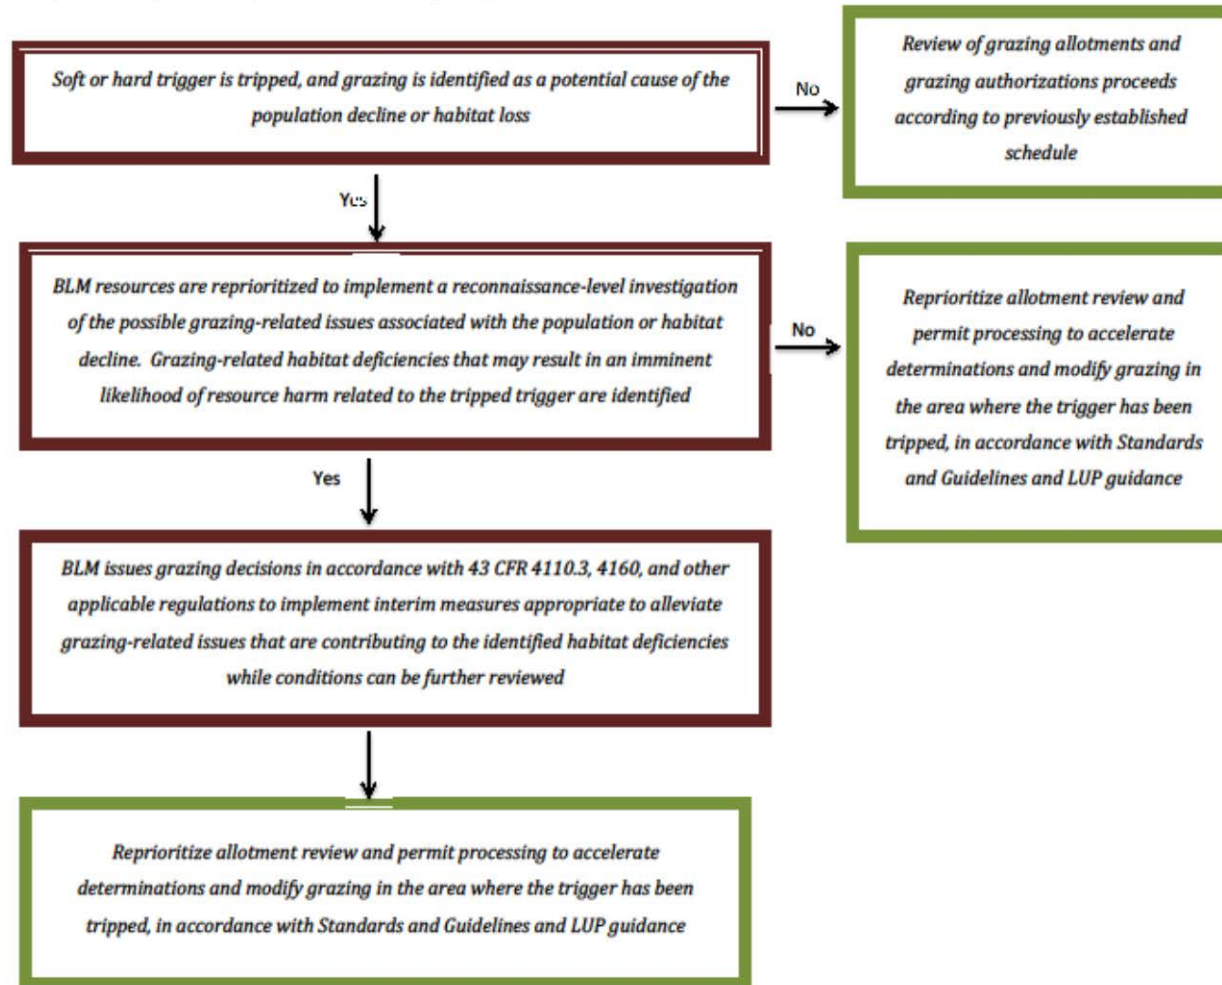 Soft or hard trigger is tripped, and grazing is identified as a potential cause of the
population decline or habitat loss
No
Review of grazing allotments and
grazing authorizations proceeds
according to previously established
schedule
Yes
BLM resources are reprioritized to implement a reconnaissance-level investigation
of the possible grazing-related issues associated with the population or habitat
decline. Grazing-related habitat deficiencies that may result in an imminent
likelihood of resource harm related to the tripped trigger are identified
No
Reprioritize allotment review and
permit processing to accelerate
determinations and modify grazing in
the area where the trigger has been
tripped, in accordance with Standards
and Guidelines and LUP guidance
Yes
BLM issues grazing decisions in accordance with 43 CFR 4110.3, 4160, and other
applicable regulations to implement interim measures appropriate to alleviate
grazing-related issues that are contributing to the identified habitat deficiencies
while conditions can be further reviewed
Reprioritize allotment review and permit processing to accelerate
determinations and modify grazing in the area where the trigger has been
tripped, in accordance with Standards and Guidelines and LUP guidance